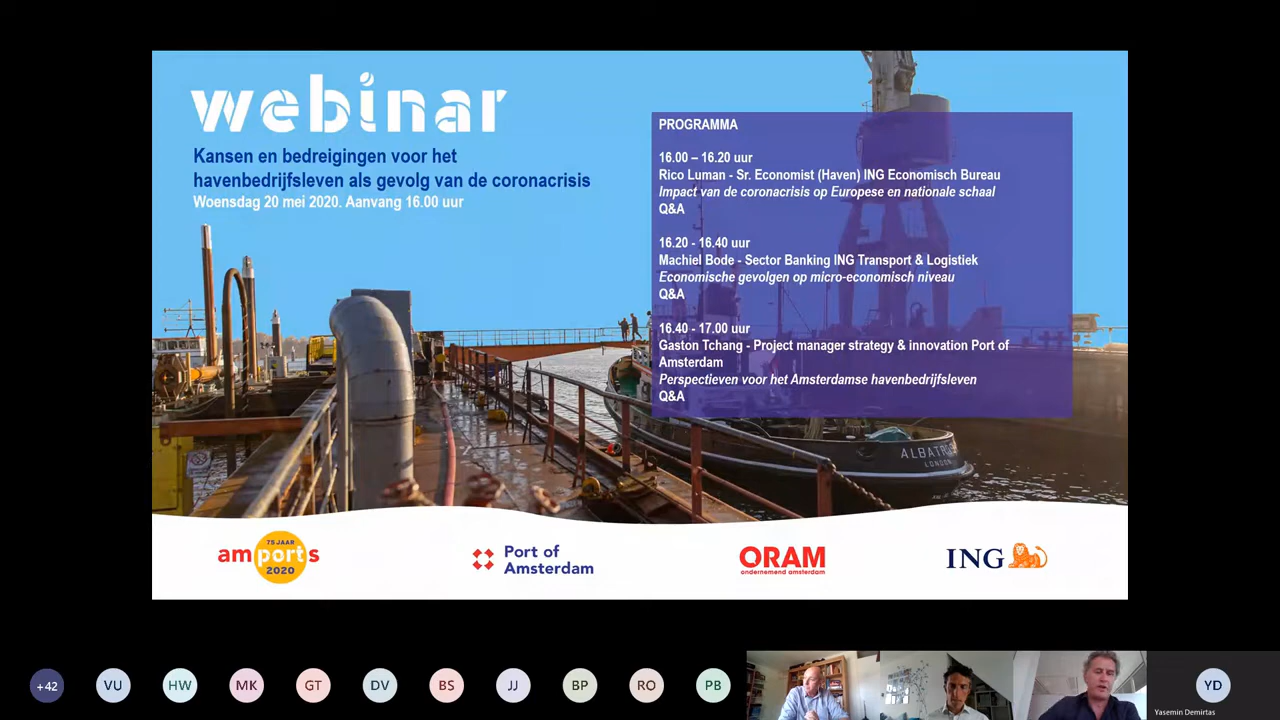 webinar
Kansen en bedreigingen voor het
havenbedrijfsleven als gevolg van de coronacrisis
Woensdag 20 mei 2020. Aanvang 16.00 uur
PROGRAMMA
16.00 – 16.20 uur
Rico Luman - Sr. Economist (Haven) ING Economisch Bureau
Impact van de coronacrisis op Europese en nationale schaal
Q&A
16.20 - 16.40 uur
Machiel Bode - Sector Banking ING Transport & Logistiek
Economische gevolgen op micro-economisch niveau
Q&A
16.40 - 17.00 uur
Gaston Tchang - Project manager strategy & innovation Port of
Amsterdam
Perspectieven voor het Amsterdamse havenbedrijfsleven
Q&A
LONDON
75 JAAR
amports
2020
Port of
Amsterdam
ORAM
ondernemend amsterdam
ING
+42
VU
HW
MK
GT
DV
BS
JJ
BP
RO
PB
YD
Yasemin Demirtas